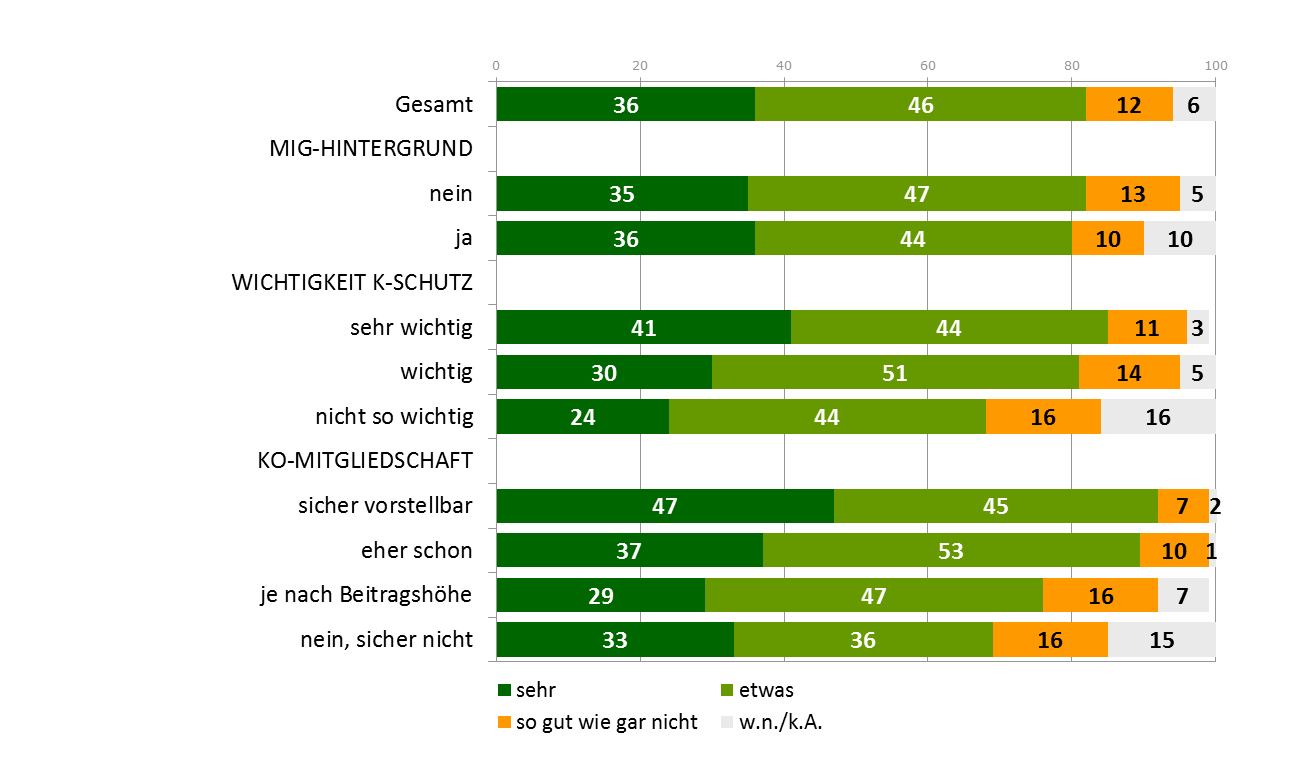 0 20 40 60 80 100
Gesamt 36 46 12 6
MIG-HINTERGRUND
nein 35 47 13 5
ja 36 44 10 10
WICHTIGKEIT K-SCHUTZ
sehr wichtig 41 44 11 3
wichtig 30 51 14 5
nicht so wichtig 24 44 16 16
KO-MITGLIEDSCHAFT
sicher vorstellbar 47 45 7 2
eher schon 37 53 10 1
je nach Beitragshöhe 29 47 16 7
nein, sicher nicht 33 36 16 15
sehr etwas
so gut wie gar nicht w.n./k.A.